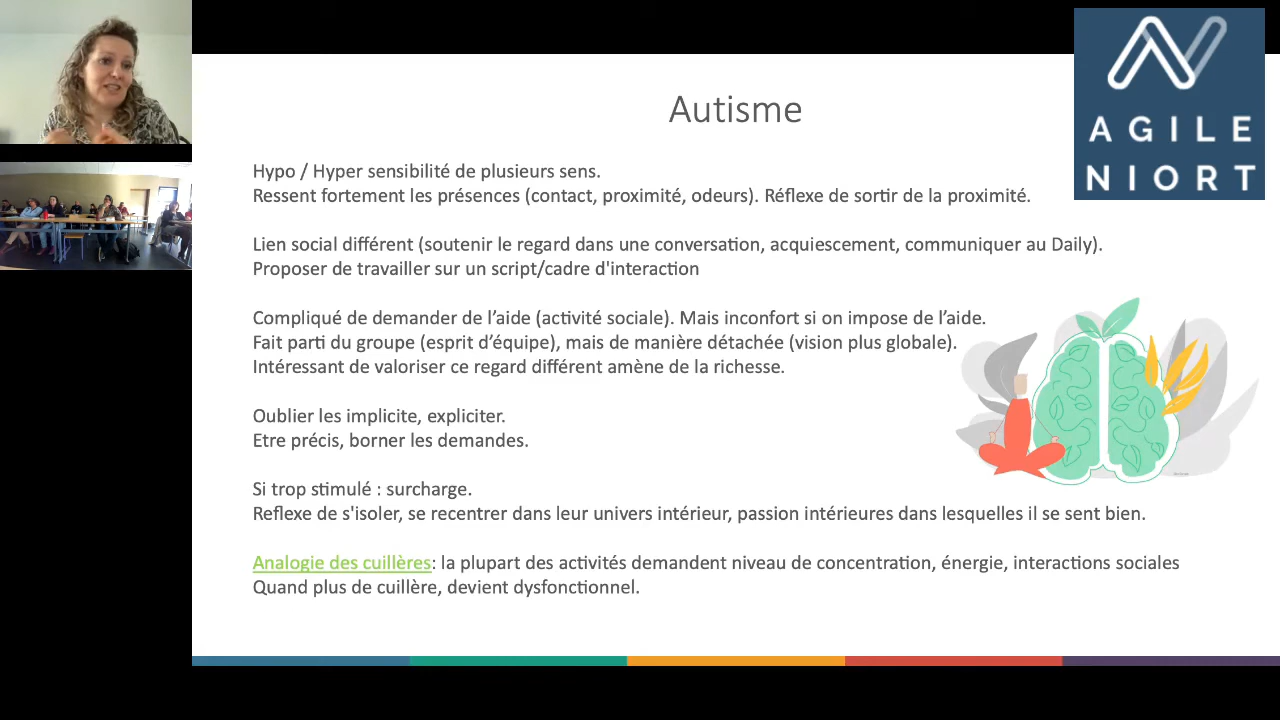 Autisme
AGILE
NIORT
Hypo / Hyper sensibilité de plusieurs sens.
Ressent fortement les présences (contact, proximité, odeurs). Réflexe de sortir de la proximité.
Lien social différent (soutenir le regard dans une conversation, acquiescement, communiquer au Daily).
Proposer de travailler sur un script/cadre d'interaction
Compliqué de demander de l’aide (activité sociale). Mais inconfort si on impose de l’aide.
Fait parti du groupe (esprit d’équipe), mais de manière détachée (vision plus globale).
Intéressant de valoriser ce regard différent amène de la richesse.
Oublier les implicite, expliciter.
Etre précis, borner les demandes.
Si trop stimulé : surcharge.
Reflexe de s'isoler, se recentrer dans leur univers intérieur, passion intérieures dans lesquelles il se sent bien.
Analogie des cuillères: la plupart des activités demandent niveau de concentration, énergie, interactions sociales
Quand plus de cuillère, devient dysfonctionnel.